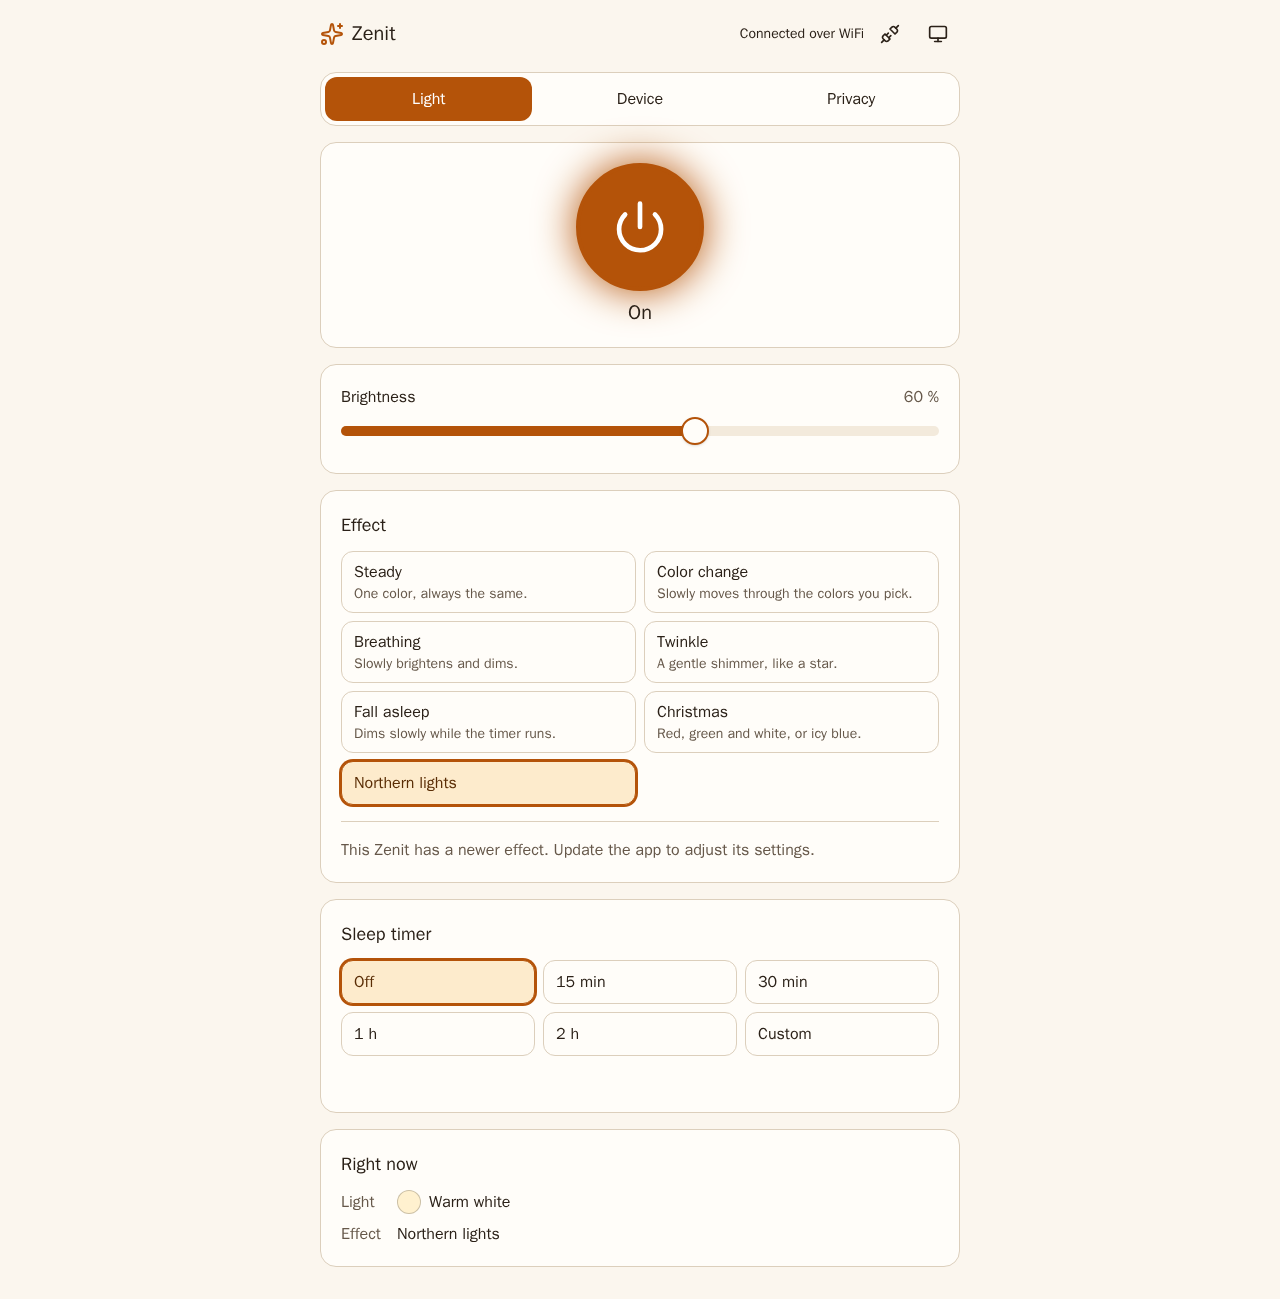 Zenit
Connected over WiFi
Light
Device
Privacy
On
Brightness
60 %
Effect
Steady
One color, always the same.
Color change
Slowly moves through the colors you pick.
Breathing
Slowly brightens and dims.
Twinkle
A gentle shimmer, like a star.
Fall asleep
Dims slowly while the timer runs.
Christmas
Red, green and white, or icy blue.
Northern lights
This Zenit has a newer effect. Update the app to adjust its settings.
Sleep timer
Off
15 min
30 min
1 h
2 h
Custom
Right now
Light
Warm white
Effect
Northern lights